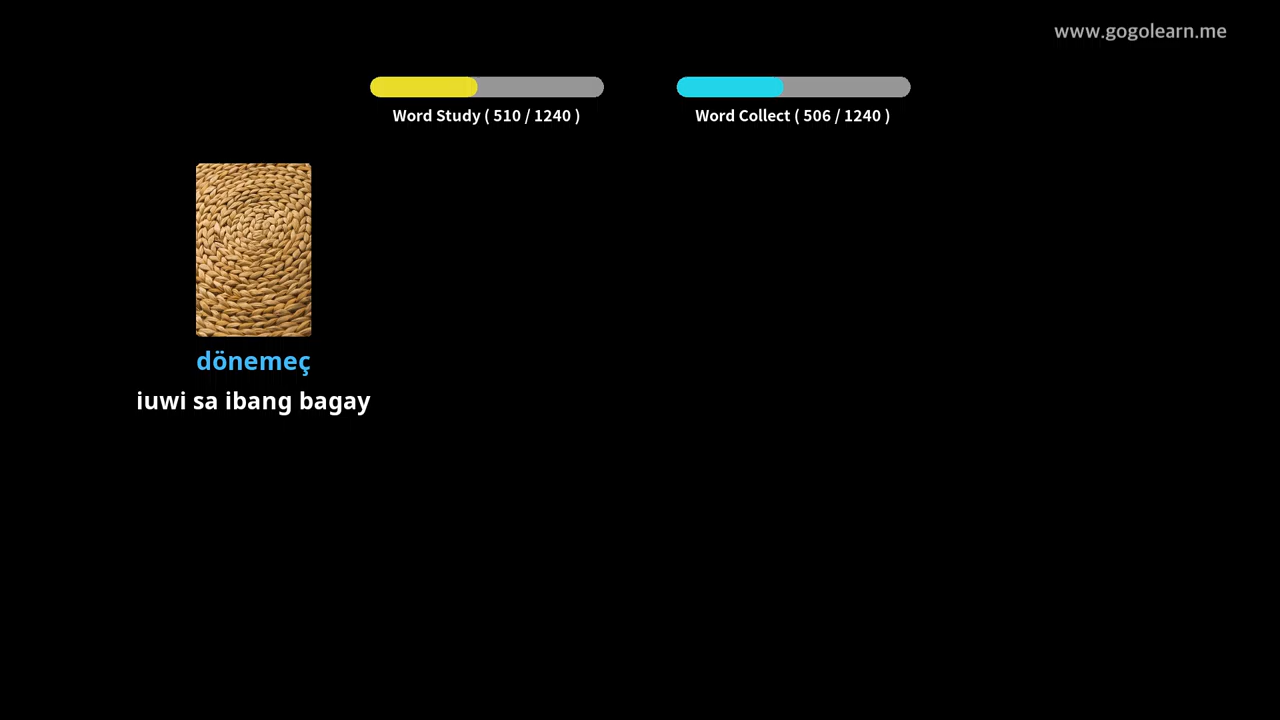 www.gogolearn.me
Word Study ( 510 / 1240 )
Word Collect ( 506 / 1240 )
dönemeç
iuwi sa ibang bagay